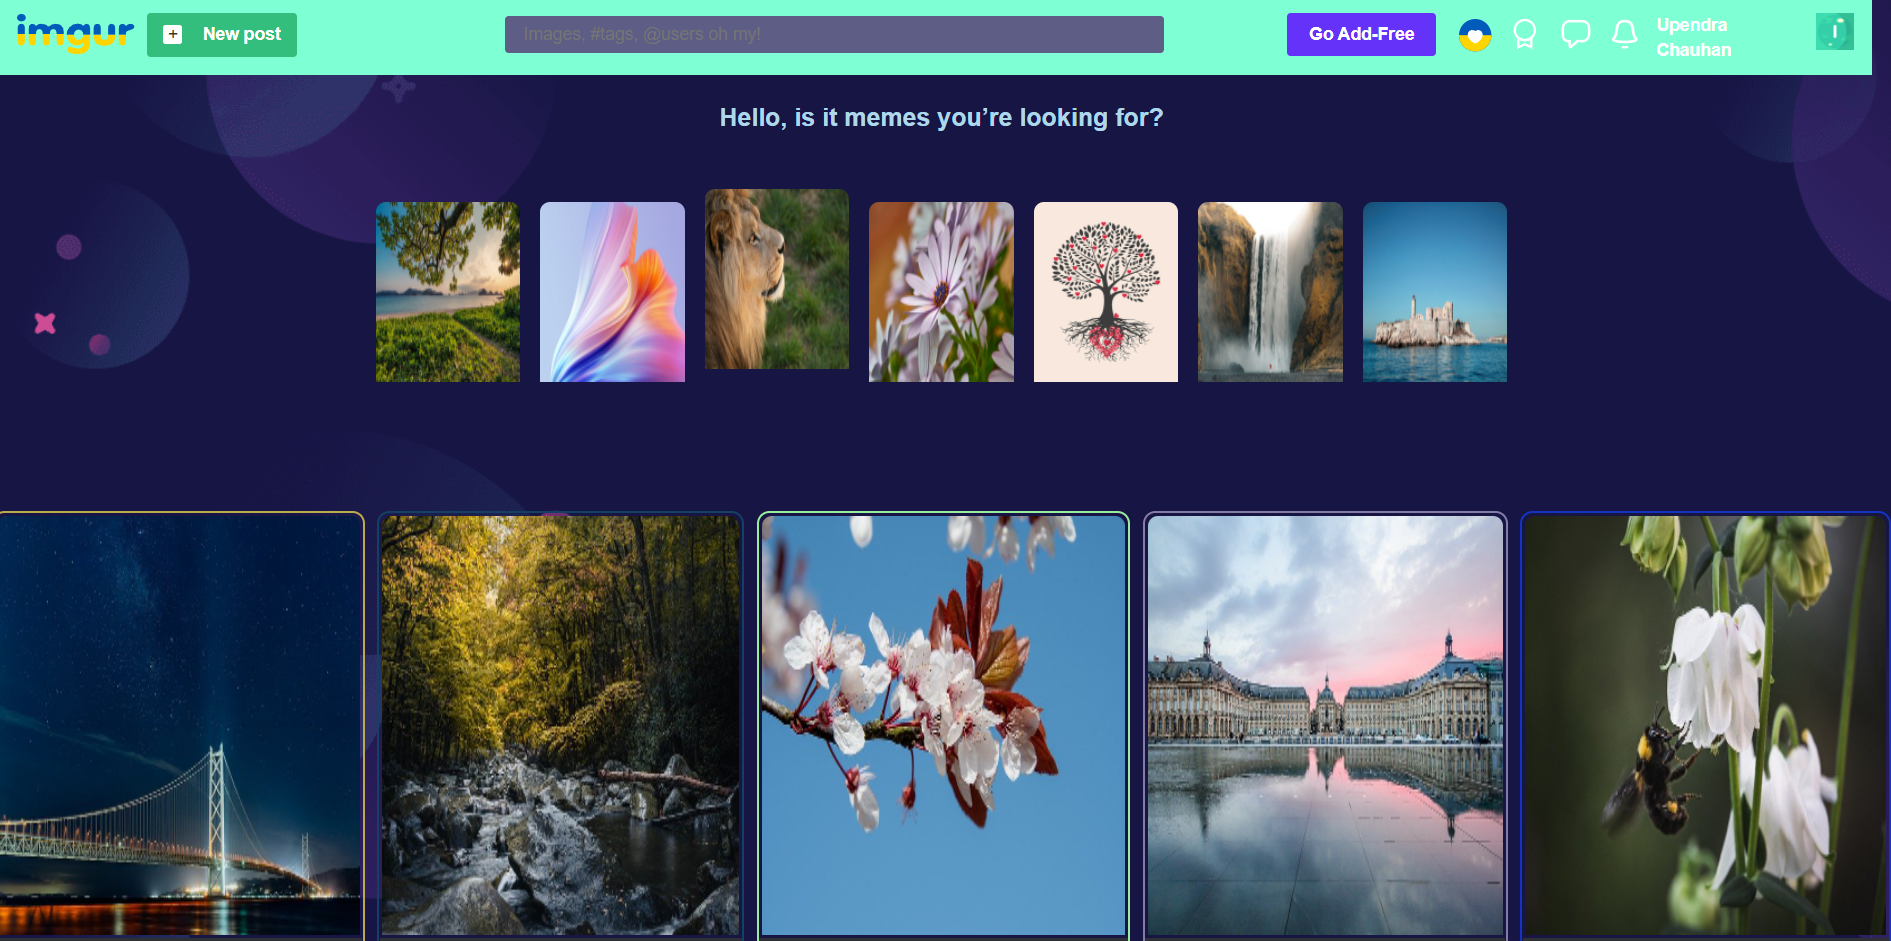 imgur
New post
Images, #tags, @users oh my!
Go Add-Free
Upendra
Chauhan
Hello, is it memes you’re looking for?